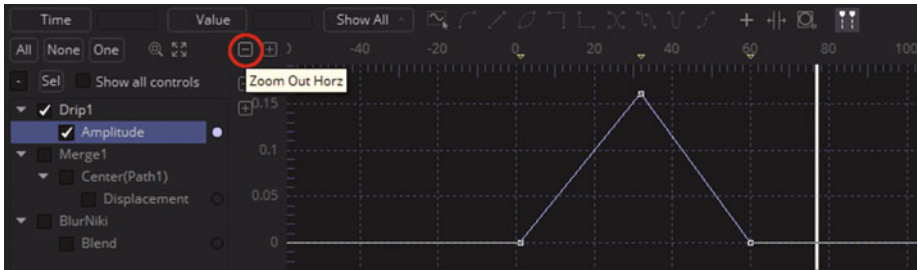 Time Value Show All
All None One -40 -20 0 20 40 60 80 100
- Sel Show all controls Zoom Out Horz
Drip1 0.15
Amplitude
Merge1 0.1
Center(Path1)
Displacement 0.05
BlurNiki
Blend 0